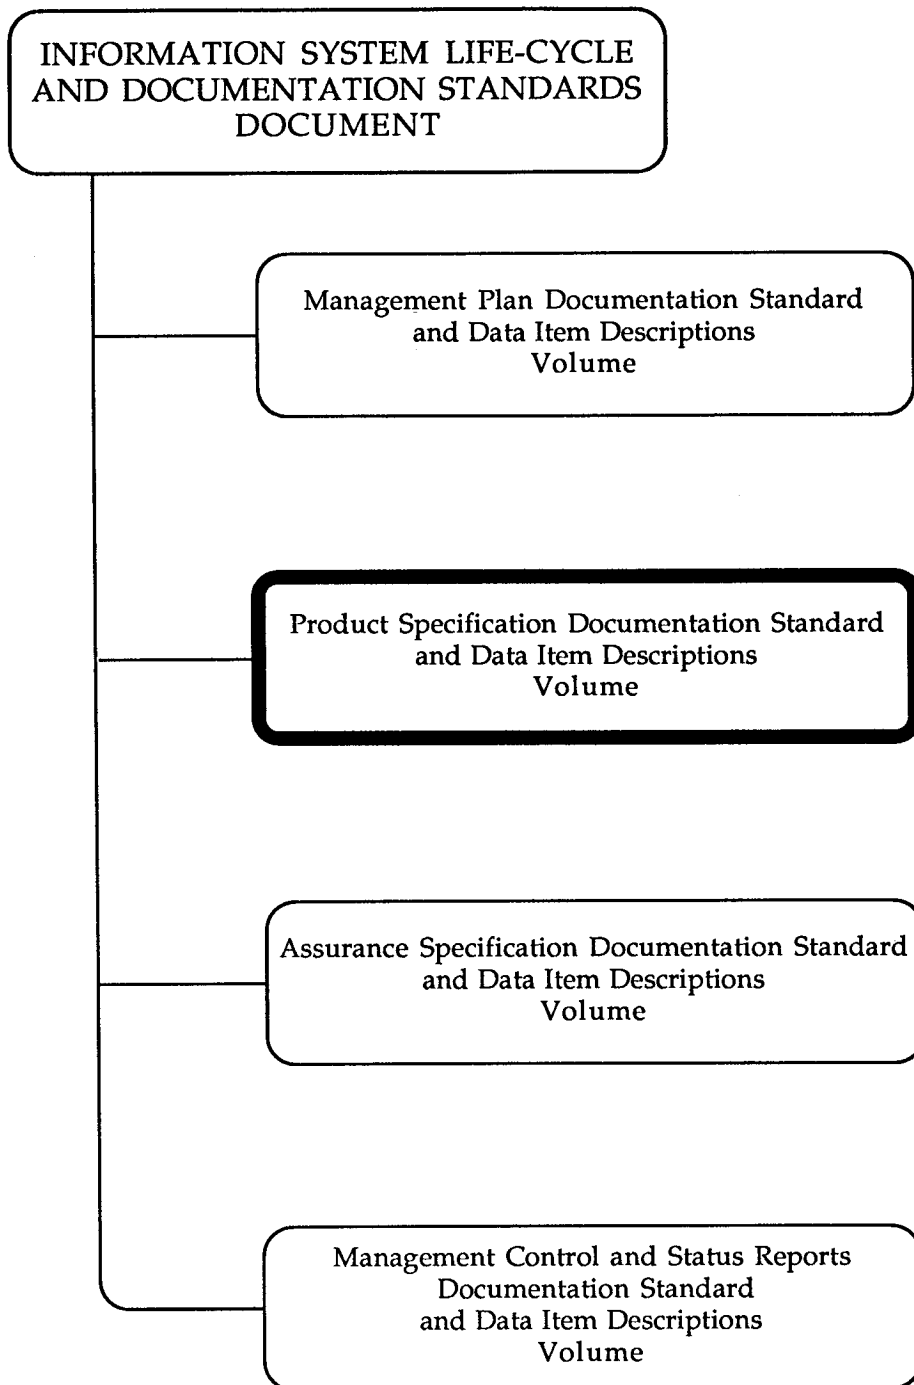 INFORMATION SYSTEM LIFE-CYCLE
AND DOCUMENTATION STANDARDS
DOCUMENT
Management Plan Documentation Standard
and Data Item Descriptions
Volume
Product Specification Documentation Standard
and Data Item Descriptions
Volume
Assurance Specification Documentation Standard
and Data Item Descriptions
Volume
Management Control and Status Reports
Documentation Standard
and Data Item Descriptions
Volume